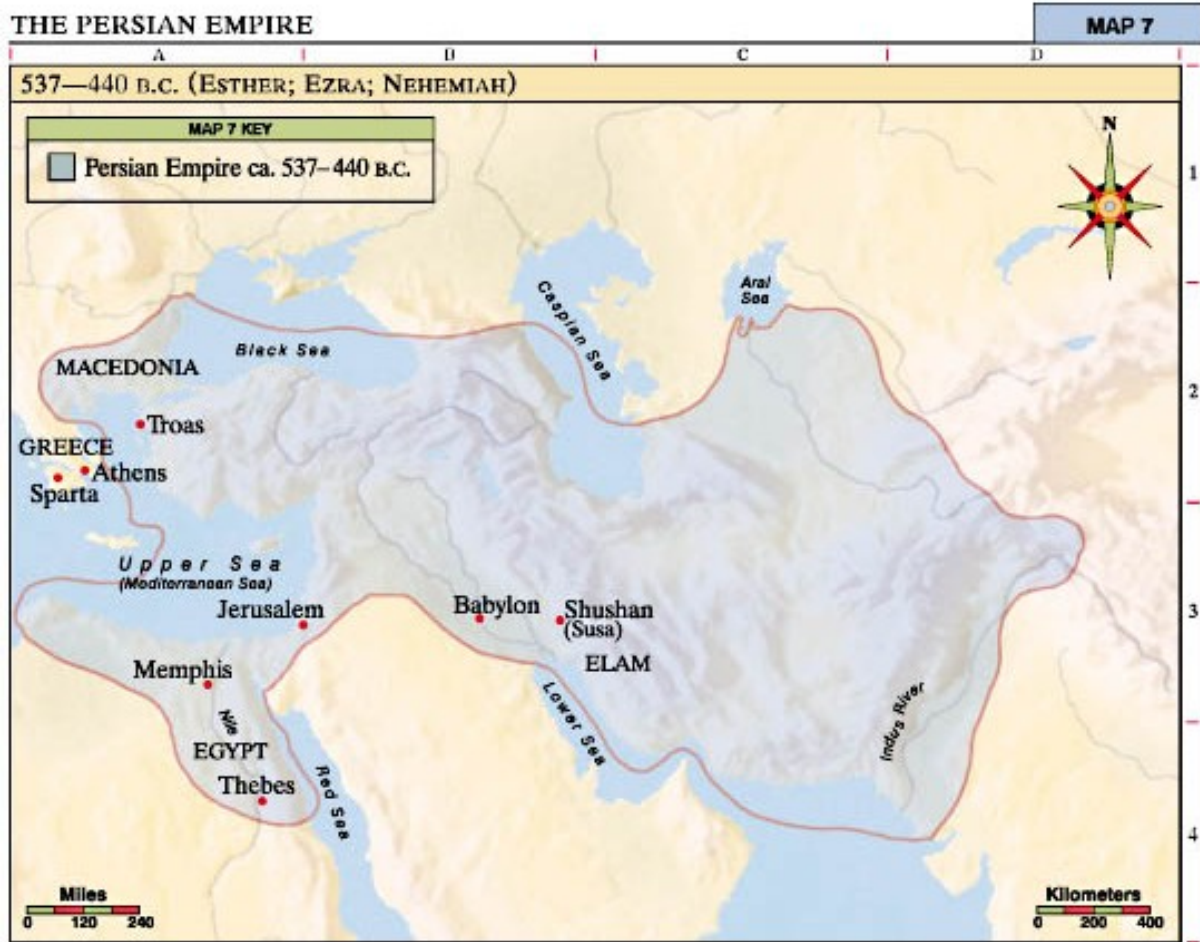 THE PERSIAN EMPIRE
MAP 7
A B C D
537—440 B.C. (ESTHER; EZRA; NEHEMIAH)
MAP 7 KEY
Persian Empire ca. 537–440 B.C.
N
1
Aral
Sea
Caspian Sea
Black Sea
MACEDONIA
2
Troas
GREECE
Athens
Sparta
Upper Sea
(Mediterranean Sea)
Jerusalem
Babylon
Shushan
(Susa)
3
ELAM
Memphis
Nile
Lower Sea
Indus River
EGYPT
Thebes
Red Sea
4
Miles
0 120 240
Kilometers
0 200 400